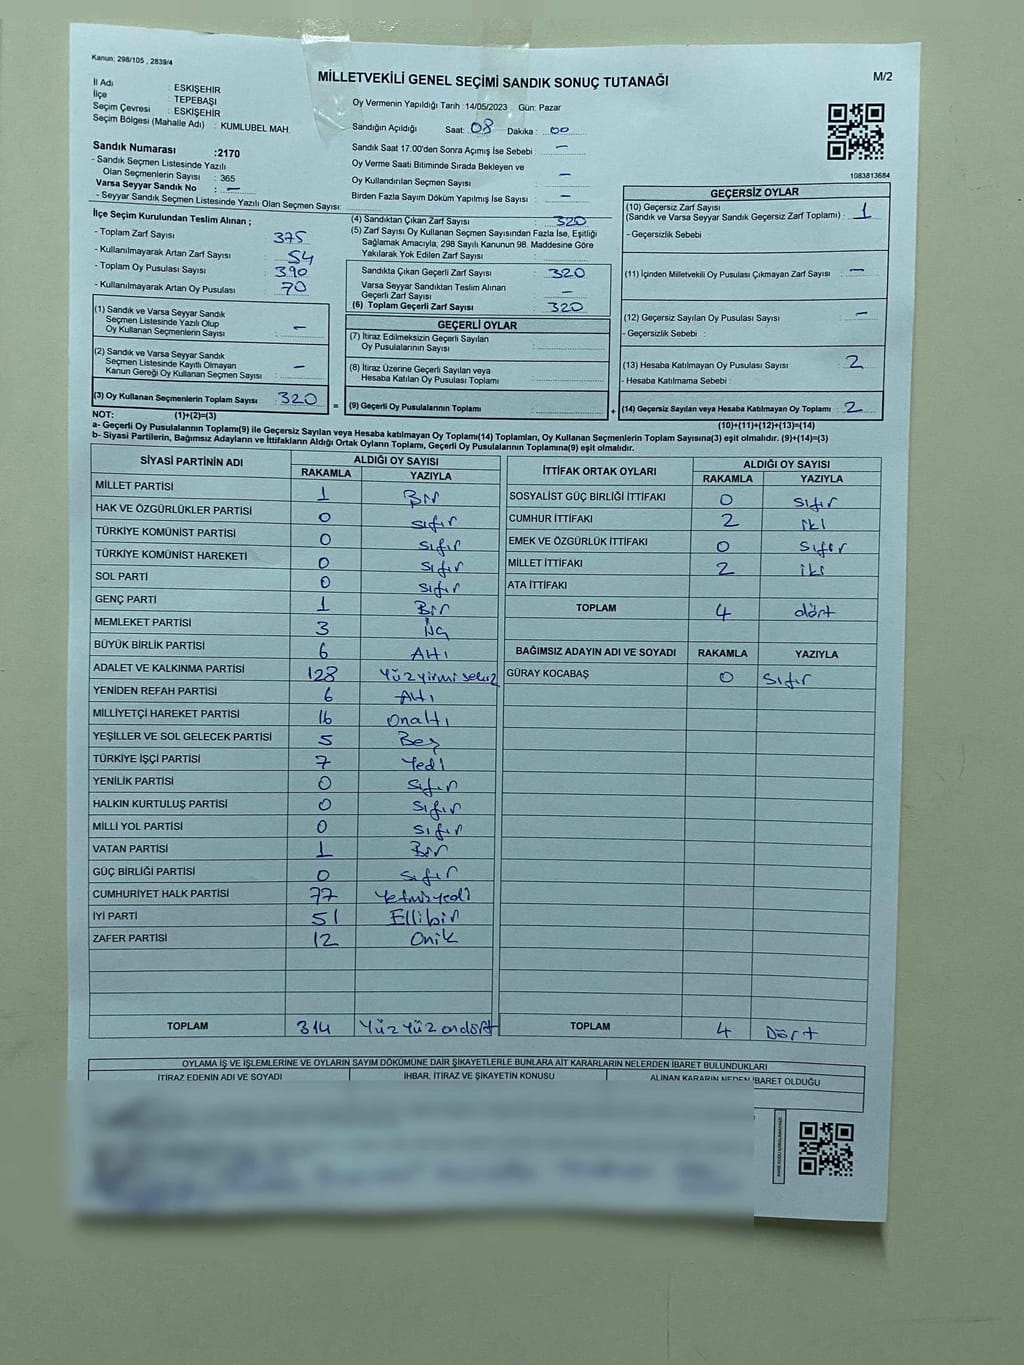 Kanun; 298/105 , 2839/4
MİLLETVEKİLİ GENEL SEÇİMİ SANDIK SONUÇ TUTANAĞI
M/2
İl Adı : ESKİŞEHİR
İlçe : TEPEBAŞI
Seçim Çevresi : ESKİŞEHİR
Seçim Bölgesi (Mahalle Adı) : KUMLUBEL MAH.
Oy Vermenin Yapıldığı Tarih :14/05/2023 Gün: Pazar
Sandığın Açıldığı Saat: 08 Dakika : 00
Sandık Saat 17:00'den Sonra Açımış İse Sebebi : –
Oy Verme Saati Bitiminde Sırada Bekleyen ve
Oy Kullandırılan Seçmen Sayısı –
Birden Fazla Sayım Döküm Yapılmış İse Sayısı : –
Sandık Numarası :2170
- Sandık Seçmen Listesinde Yazılı
Olan Seçmenlerin Sayısı : 365
Varsa Seyyar Sandık No : –
- Seyyar Sandık Seçmen Listesinde Yazılı Olan Seçmen Sayısı:
1083813684
İlçe Seçim Kurulundan Teslim Alınan ;
- Toplam Zarf Sayısı 375
- Kullanılmayarak Artan Zarf Sayısı 54
- Toplam Oy Pusulası Sayısı 390
- Kullanılmayarak Artan Oy Pusulası 70
(4) Sandıktan Çıkan Zarf Sayısı : 320
(5) Zarf Sayısı Oy Kullanan Seçmen Sayısından Fazla İse, Eşitliği
Sağlamak Amacıyla, 298 Sayılı Kanunun 98. Maddesine Göre
Yakılarak Yok Edilen Zarf Sayısı :
Sandıkta Çıkan Geçerli Zarf Sayısı : 320
Varsa Seyyar Sandıktan Teslim Alınan
Geçerli Zarf Sayısı : –
(6) Toplam Geçerli Zarf Sayısı : 320
GEÇERSİZ OYLAR
(10) Geçersiz Zarf Sayısı
(Sandık ve Varsa Seyyar Sandık Geçersiz Zarf Toplamı) : 1
- Geçersizlik Sebebi :
(11) İçinden Milletvekili Oy Pusulası Çıkmayan Zarf Sayısı : –
(12) Geçersiz Sayılan Oy Pusulası Sayısı : –
- Geçersizlik Sebebi :
(13) Hesaba Katılmayan Oy Pusulası Sayısı : 2
- Hesaba Katılmama Sebebi :
(14) Geçersiz Sayılan veya Hesaba Katılmayan Oy Toplamı : 2
(10)+(11)+(12)+(13)=(14)
(1) Sandık ve Varsa Seyyar Sandık
Seçmen Listesinde Yazılı Olup
Oy Kullanan Seçmenlerin Sayısı : –
(2) Sandık ve Varsa Seyyar Sandık
Seçmen Listesinde Kayıtlı Olmayan
Kanun Gereği Oy Kullanan Seçmen Sayısı : –
(3) Oy Kullanan Seçmenlerin Toplam Sayısı : 320
(1)+(2)=(3)
GEÇERLİ OYLAR
(7) İtiraz Edilmeksizin Geçerli Sayılan
Oy Pusulalarının Sayısı :
(8) İtiraz Üzerine Geçerli Sayılan veya
Hesaba Katılan Oy Pusulası Toplamı :
= (9) Geçerli Oy Pusulalarının Toplamı : +
NOT:
a- Geçerli Oy Pusulalarının Toplamı(9) ile Geçersiz Sayılan veya Hesaba katılmayan Oy Toplamı(14) Toplamları, Oy Kullanan Seçmenlerin Toplam Sayısına(3) eşit olmalıdır. (9)+(14)=(3)
b- Siyasi Partilerin, Bağımsız Adayların ve İttifakların Aldığı Ortak Oyların Toplamı, Geçerli Oy Pusulalarının Toplamına(9) eşit olmalıdır.
SİYASİ PARTİNİN ADI ALDIĞI OY SAYISI
RAKAMLA YAZIYLA
MİLLET PARTİSİ 1 Bir
HAK VE ÖZGÜRLÜKLER PARTİSİ 0 sıfır
TÜRKİYE KOMÜNİST PARTİSİ 0 sıfır
TÜRKİYE KOMÜNİST HAREKETİ 0 sıfır
SOL PARTİ 0 sıfır
GENÇ PARTİ 1 Bir
MEMLEKET PARTİSİ 3 Üç
BÜYÜK BİRLİK PARTİSİ 6 Altı
ADALET VE KALKINMA PARTİSİ 128 Yüzyirmi sekiz
YENİDEN REFAH PARTİSİ 6 Altı
MİLLİYETÇİ HAREKET PARTİSİ 16 Onaltı
YEŞİLLER VE SOL GELECEK PARTİSİ 5 Beş
TÜRKİYE İŞÇİ PARTİSİ 7 Yedi
YENİLİK PARTİSİ 0 Sıfır
HALKIN KURTULUŞ PARTİSİ 0 Sıfır
MİLLİ YOL PARTİSİ 0 sıfır
VATAN PARTİSİ 1 Bir
GÜÇ BİRLİĞİ PARTİSİ 0 sıfır
CUMHURİYET HALK PARTİSİ 77 Yetmişyedi
İYİ PARTİ 51 Ellibir
ZAFER PARTİSİ 12 Onik
TOPLAM 314 Yüz Yüz ondört
İTTİFAK ORTAK OYLARI ALDIĞI OY SAYISI
RAKAMLA YAZIYLA
SOSYALİST GÜÇ BİRLİĞİ İTTİFAKI 0 sıfır
CUMHUR İTTİFAKI 2 iki
EMEK VE ÖZGÜRLÜK İTTİFAKI 0 Sıfır
MİLLET İTTİFAKI 2 iki
ATA İTTİFAKI
TOPLAM 4 dört
BAĞIMSIZ ADAYIN ADI VE SOYADI RAKAMLA YAZIYLA
GÜRAY KOCABAŞ 0 Sıfır
TOPLAM 4 Dört
OYLAMA İŞ VE İŞLEMLERİNE VE OYLARIN SAYIM DÖKÜMÜNE DAİR ŞİKAYETLERLE BUNLARA AİT KARARLARIN NELERDEN İBARET BULUNDUKLARI
İTİRAZ EDENİN ADI VE SOYADI İHBAR, İTİRAZ VE ŞİKAYETİN KONUSU ALINAN KARARIN NEDEN İBARET OLDUĞU